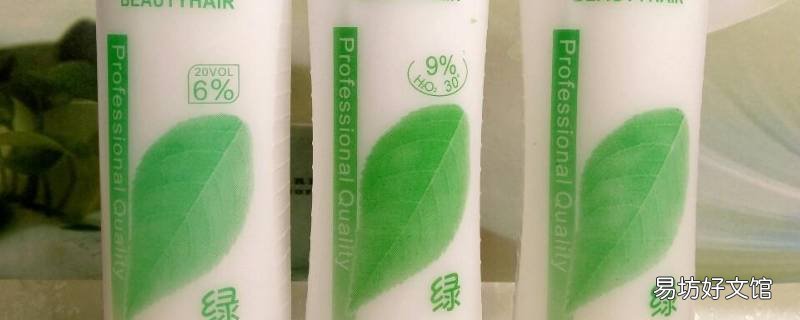 BEAUTYHAIR
Professional Quality
20VOL
6%
绿
Professional Quality
9%
H₂O₂ 30°
绿
BEAUTYHAIR
Professional Quality
绿
易坊好文馆